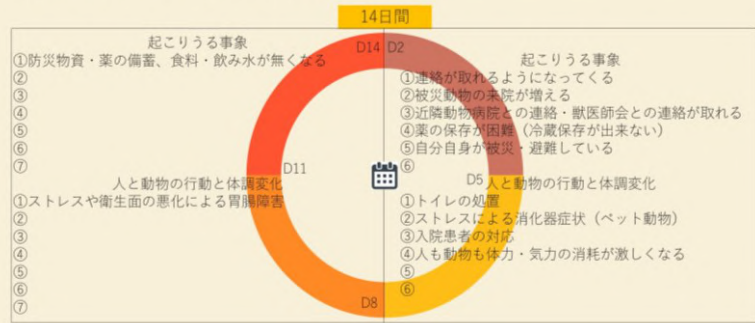 14日間
D14
D2
起こりうる事象
①防災物資・薬の備蓄、食料・飲み水が無くなる
②
③
④
⑤
⑥
⑦
D11
人と動物の行動と体調変化
①ストレスや衛生面の悪化による胃腸障害
②
③
④
⑤
⑥
⑦
D8
起こりうる事象
①連絡が取れるようになってくる
②被災動物の来院が増える
③近隣動物病院との連絡・獣医師会との連絡が取れる
④薬の保存が困難（冷蔵保存が出来ない）
⑤自分自身が被災・避難している
⑥
D5
人と動物の行動と体調変化
①トイレの処置
②ストレスによる消化器症状（ペット動物）
③入院患者の対応
④人も動物も体力・気力の消耗が激しくなる
⑤
⑥